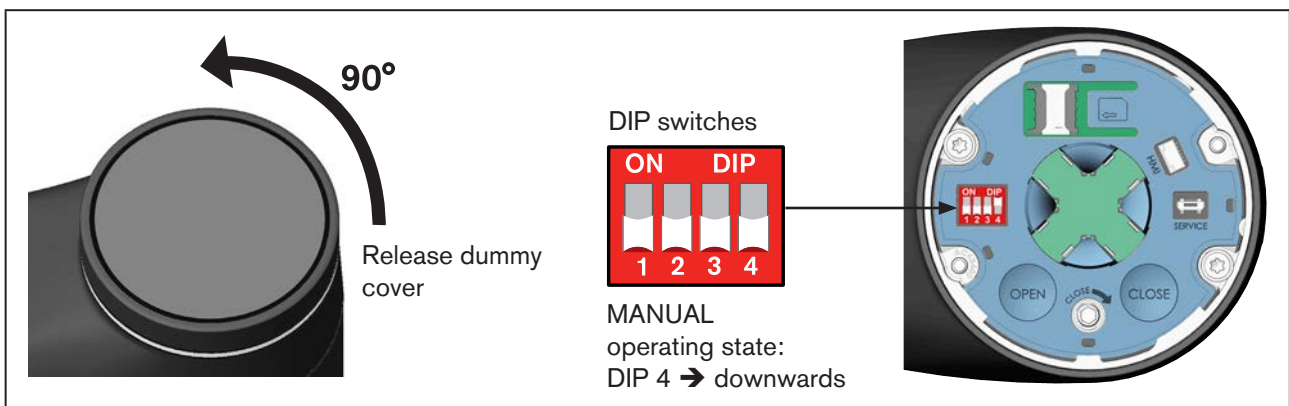 90°
Release dummy
cover
DIP switches
ON DIP
1 2 3 4
MANUAL
operating state:
DIP 4 ➔ downwards
HMI
ON DIP
1 2 3 4
SERVICE
OPEN
CLOSE
CLOSE